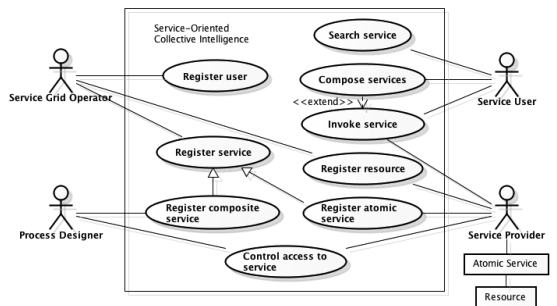 Service-Oriented
Collective Intelligence
Search service
Register user
Compose services
Service Grid Operator
Service User
<<extend>>
Invoke service
Register service
Register resource
Register composite
service
Register atomic
service
Process Designer
Service Provider
Control access to
service
Atomic Service
Resource